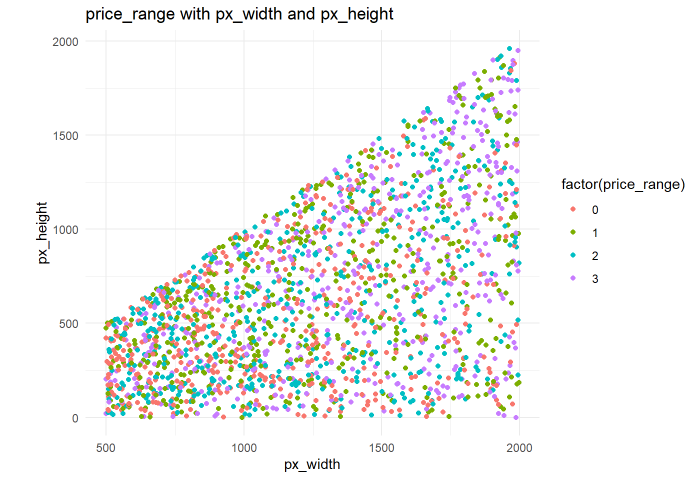 price_range with px_width and px_height
px_height
2000
1500
1000
500
0
500 1000 1500 2000
px_width
factor(price_range)
0
1
2
3